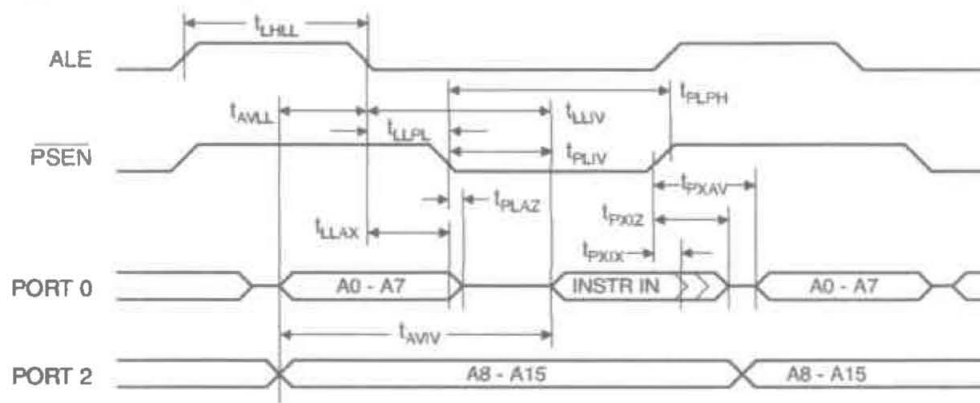 tLHLL
ALE
tPLPH
tAVLL
tLLIV
tLLPL
PSEN
tPLIV
tPXAV
tPLAZ
tPXIZ
tLLAX
tPXIX
PORT 0
A0 - A7
INSTR IN
A0 - A7
tAVIV
PORT 2
A8 - A15
A8 - A15